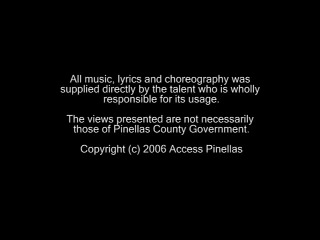 All music, lyrics and choreography was
supplied directly by the talent who is wholly
responsible for its usage.
The views presented are not necessarily
those of Pinellas County Government.
Copyright (c) 2006 Access Pinellas